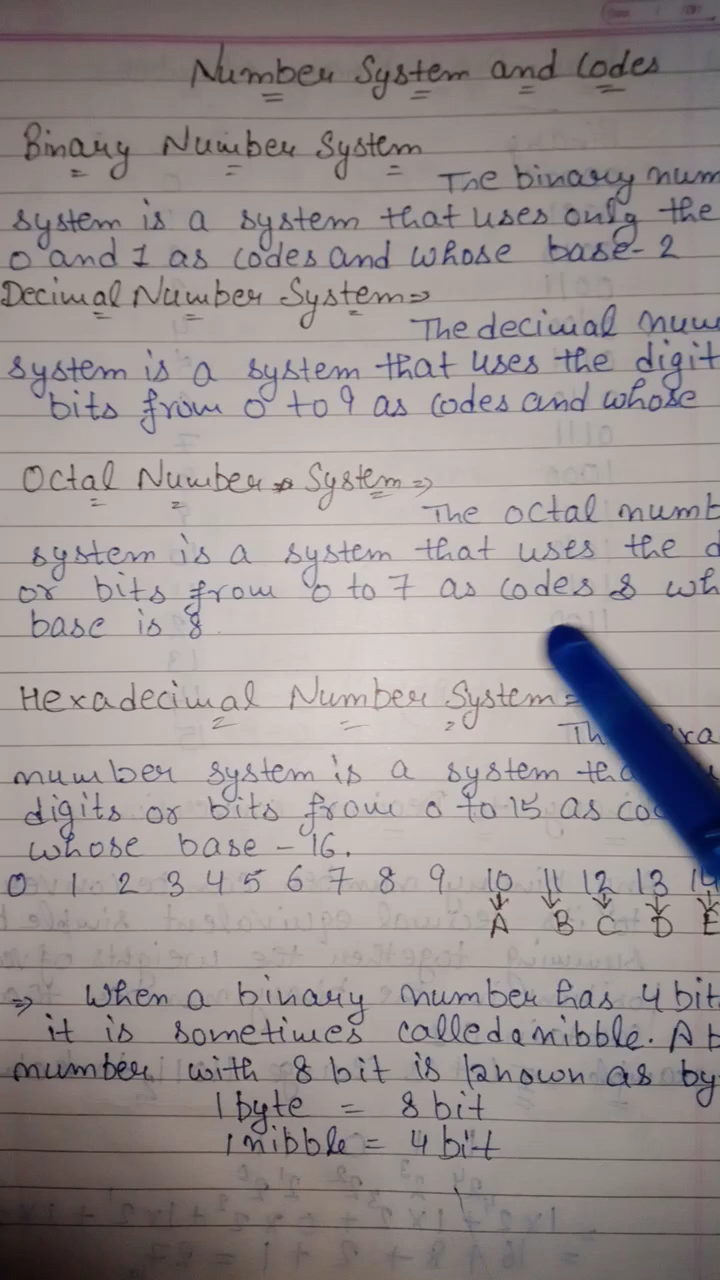 Number System and Codes
Binary Number System
The binary num
system is a system that uses only the
0 and 1 as codes and whose base-2
Decimal Number System ⇒
The decimal num
system is a system that uses the digit
bits from 0 to 9 as codes and whose
Octal Number System ⇒
The octal numb
system is a system that uses the d
or bits from 0 to 7 as codes & wh
base is 8
Hexadecimal Number System =
Th xa
number system is a system tha
digits or bits from 0 to 15 as co
whose base - 16.
0 1 2 3 4 5 6 7 8 9 10 11 12 13 14
A B C D E
⇒ When a binary number has 4 bit
it is sometimes called a nibble. A b
number with 8 bit is known as by
1 byte = 8 bit
1 nibble = 4 bit